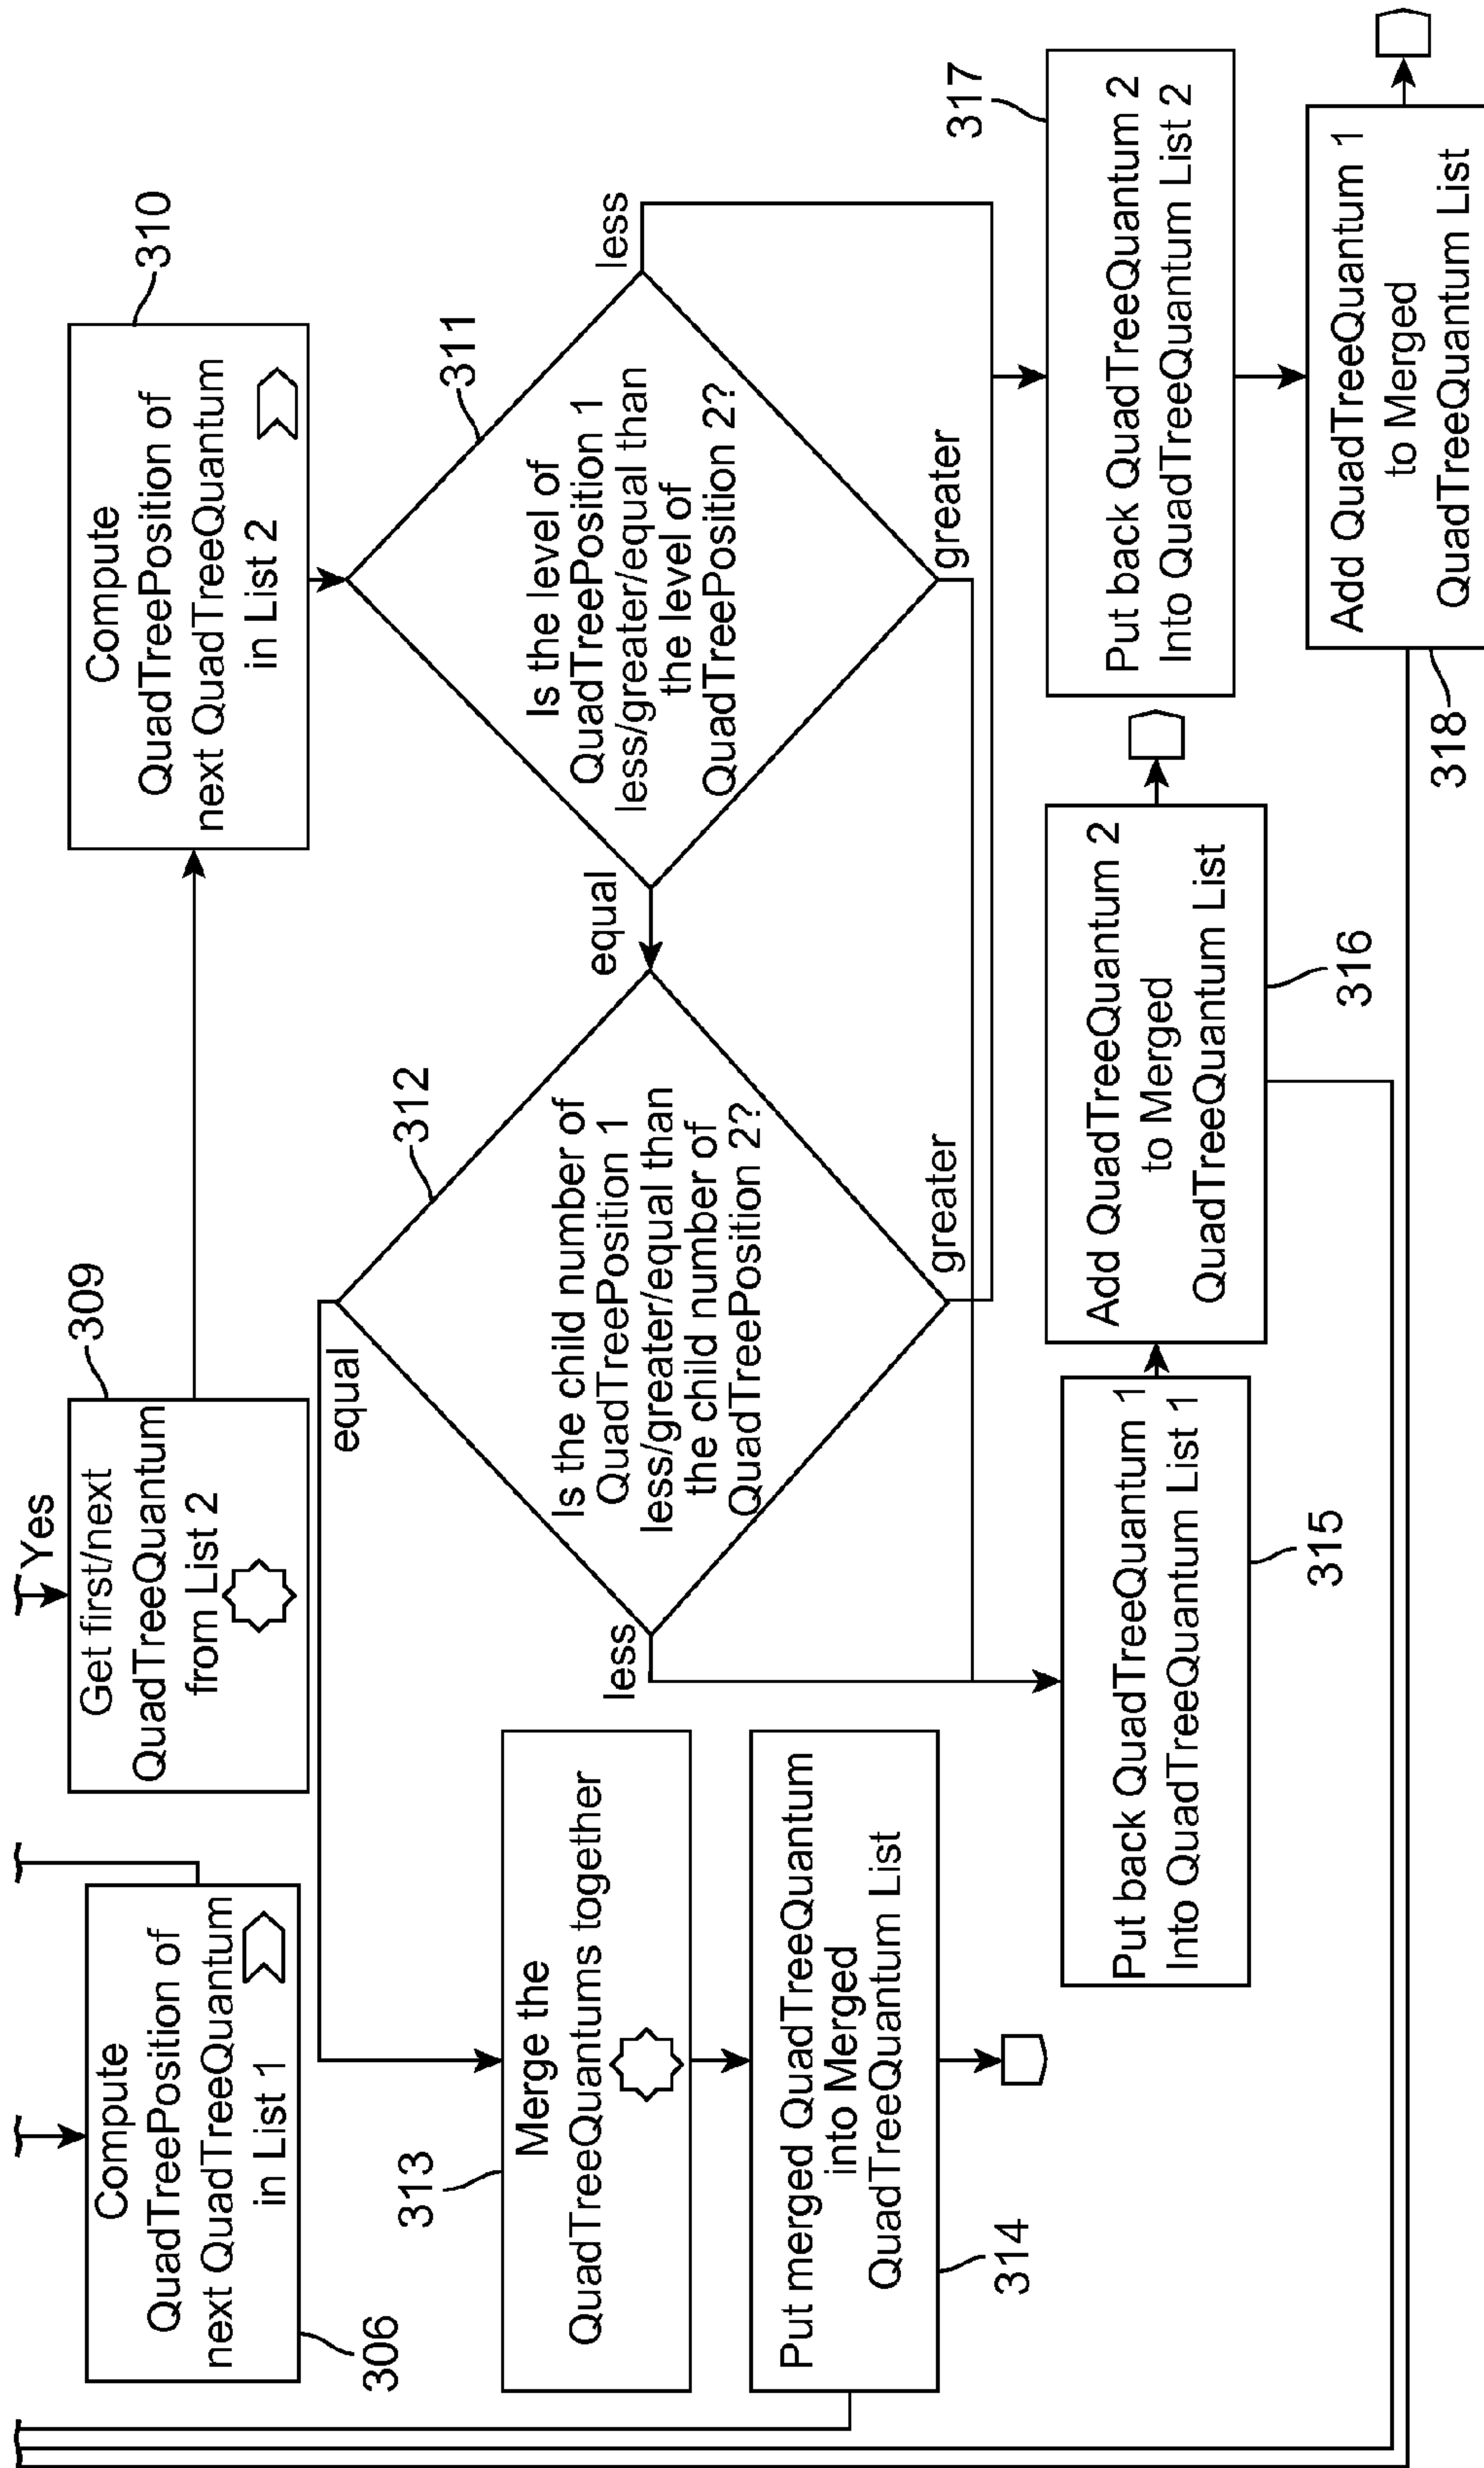 Yes
309
Get first/next
QuadTreeQuantum
from List 2
Compute
QuadTreePosition of
next QuadTreeQuantum
in List 1
306
Compute
QuadTreePosition of
next QuadTreeQuantum
in List 2
310
311
Is the level of
QuadTreePosition 1
less/greater/equal than
the level of
QuadTreePosition 2?
less
greater
equal
312
Is the child number of
QuadTreePosition 1
less/greater/equal than
the child number of
QuadTreePosition 2?
equal
less
greater
313
Merge the
QuadTreeQuantums together
314
Put merged QuadTreeQuantum
into Merged
QuadTreeQuantum List
Put back QuadTreeQuantum 1
Into QuadTreeQuantum List 1
315
Add QuadTreeQuantum 2
to Merged
QuadTreeQuantum List
316
317
Put back QuadTreeQuantum 2
Into QuadTreeQuantum List 2
318
Add QuadTreeQuantum 1
to Merged
QuadTreeQuantum List